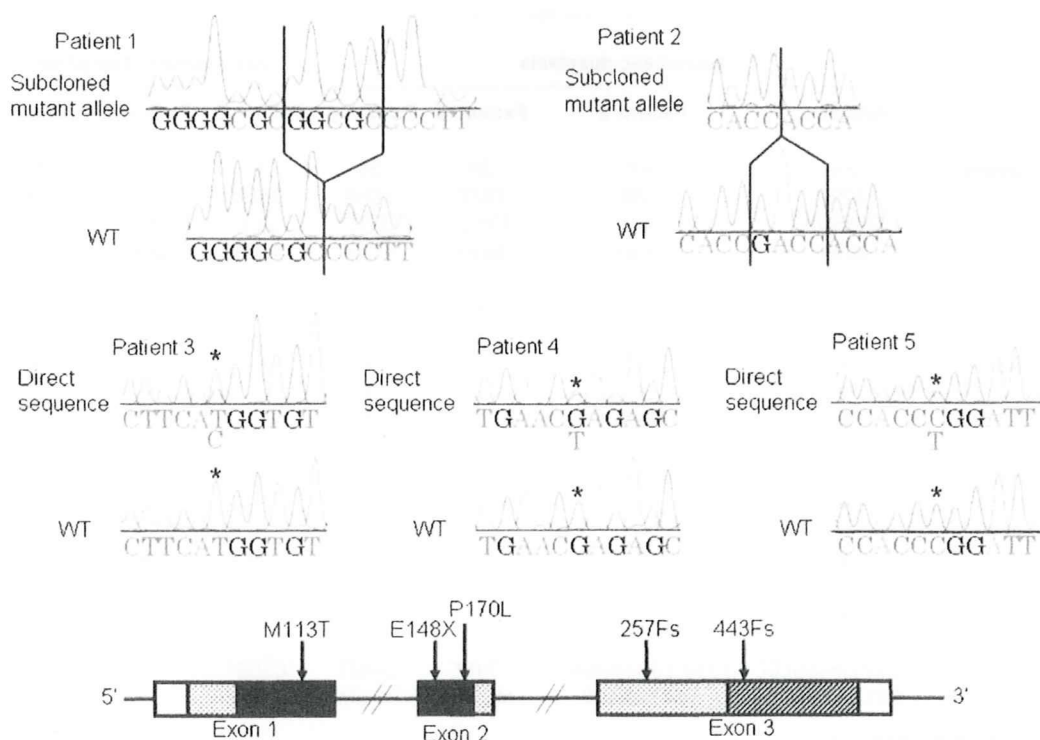 Patient 1
Subcloned
mutant allele
GGGGCGCGGCGCCCCTT
WT
GGGGCGCCCCTT
Patient 2
Subcloned
mutant allele
CACCACCA
WT
CACCGACCACCA
Patient 3
*
Direct
sequence
CTTCATGGTGT
C
*
WT
CTTCATGGTGT
Patient 4
*
Direct
sequence
TGAACGAGAGC
T
*
WT
TGAACGAGAGC
Patient 5
*
Direct
sequence
CCACCCGGATT
T
*
WT
CCACCCGGATT
M113T
E148X
P170L
257Fs
443Fs
5'
3'
Exon 1
Exon 2
Exon 3